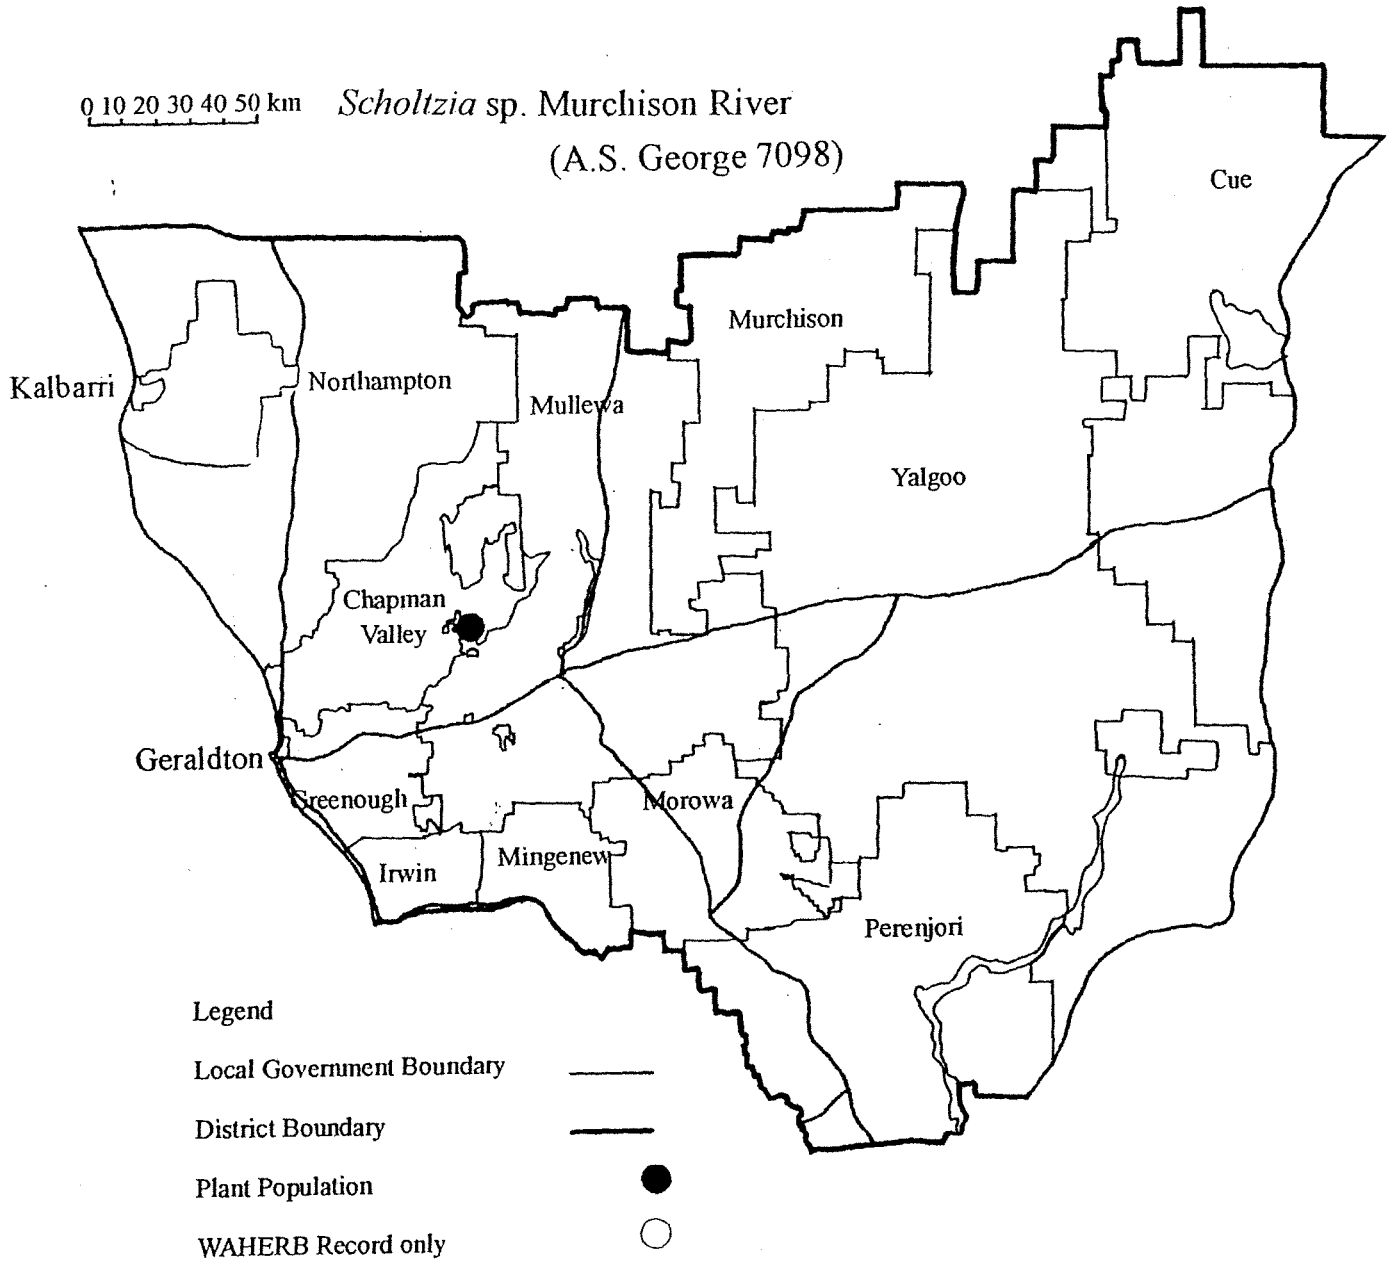 0 10 20 30 40 50 km
Scholtzia sp. Murchison River
(A.S. George 7098)
Cue
Murchison
Kalbarri
Northampton
Mullewa
Yalgoo
Chapman
Valley
Geraldton
Greenough
Morowa
Irwin
Mingenew
Perenjori
Legend
Local Government Boundary
District Boundary
Plant Population
WAHERB Record only